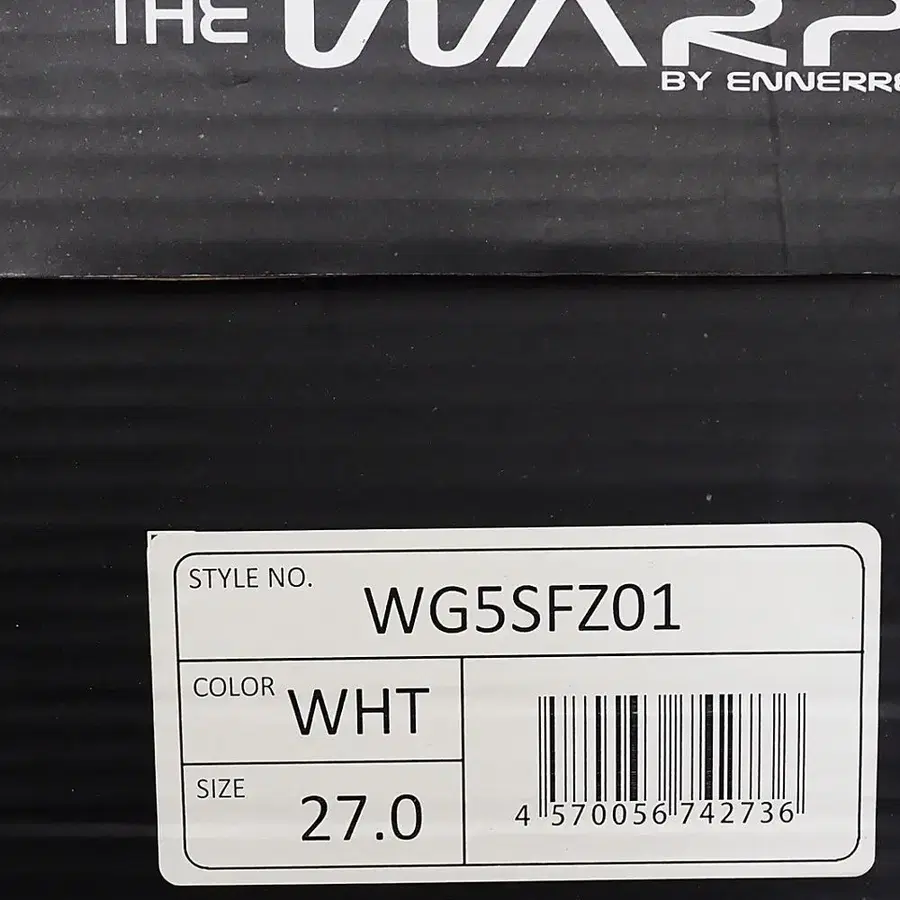 THE WARP
BY ENNERRE
STYLE NO.
WG5SFZ01
COLOR WHT
SIZE
27.0
4 570056 742736